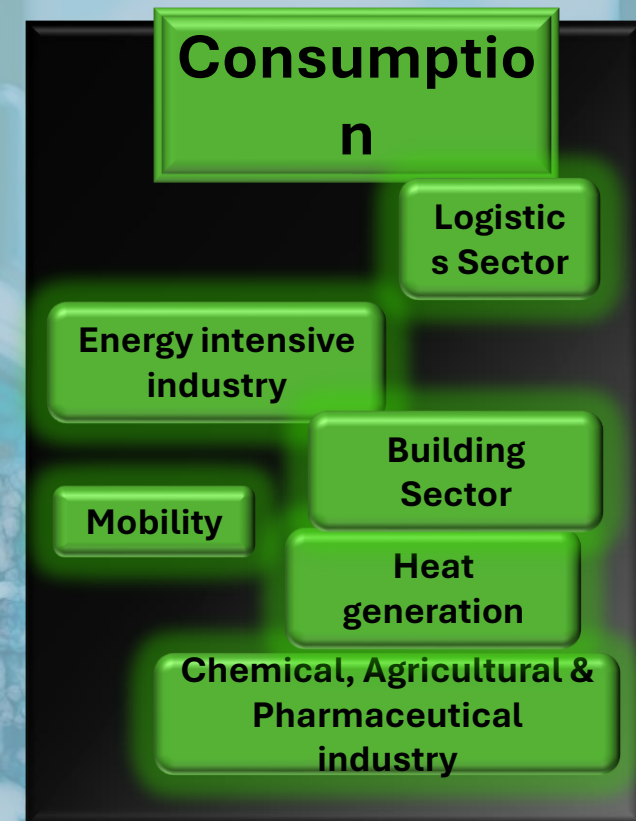 Consumptio
n
Logistic
s Sector
Energy intensive
industry
Building
Sector
Mobility
Heat
generation
Chemical, Agricultural &
Pharmaceutical
industry